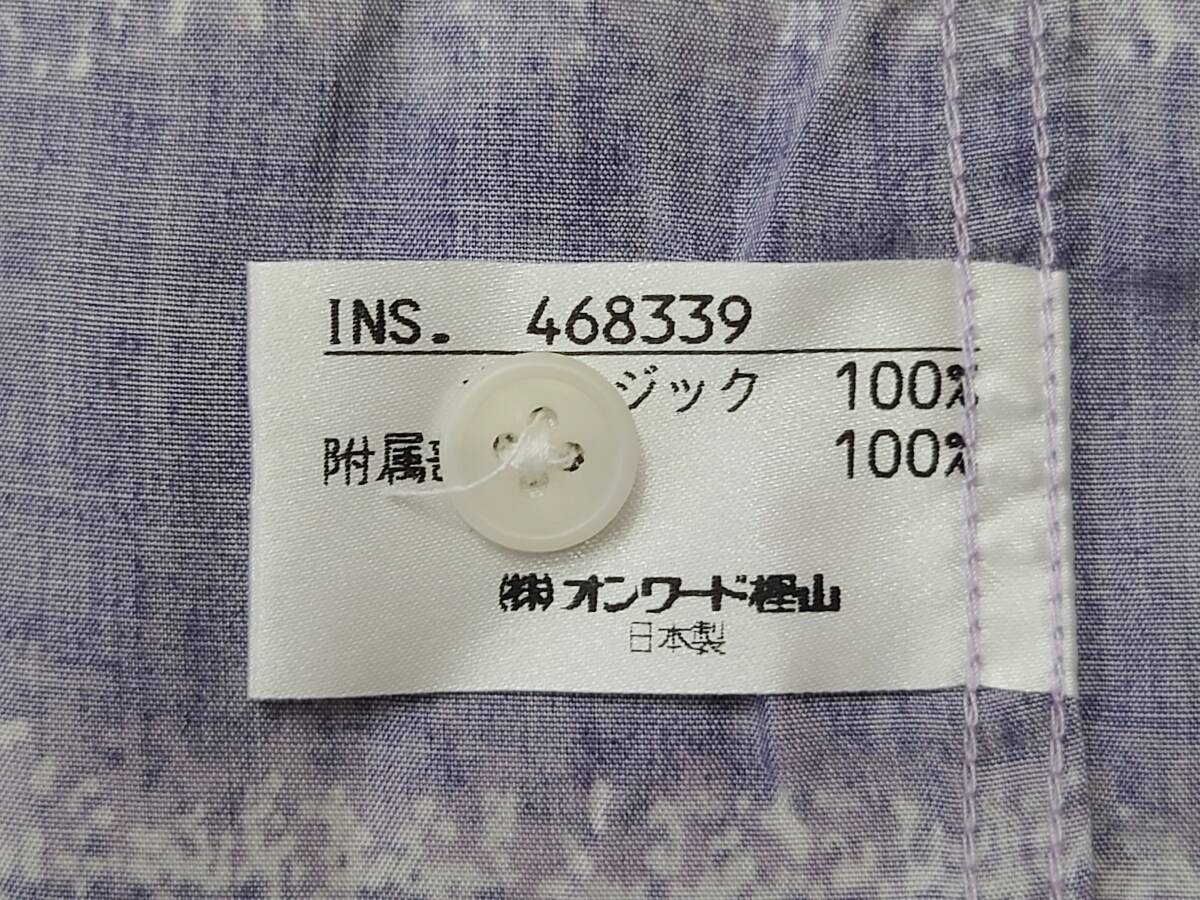 INS. 468339
ジック 100%
附属 100%
(株)オンワード樫山
日本製